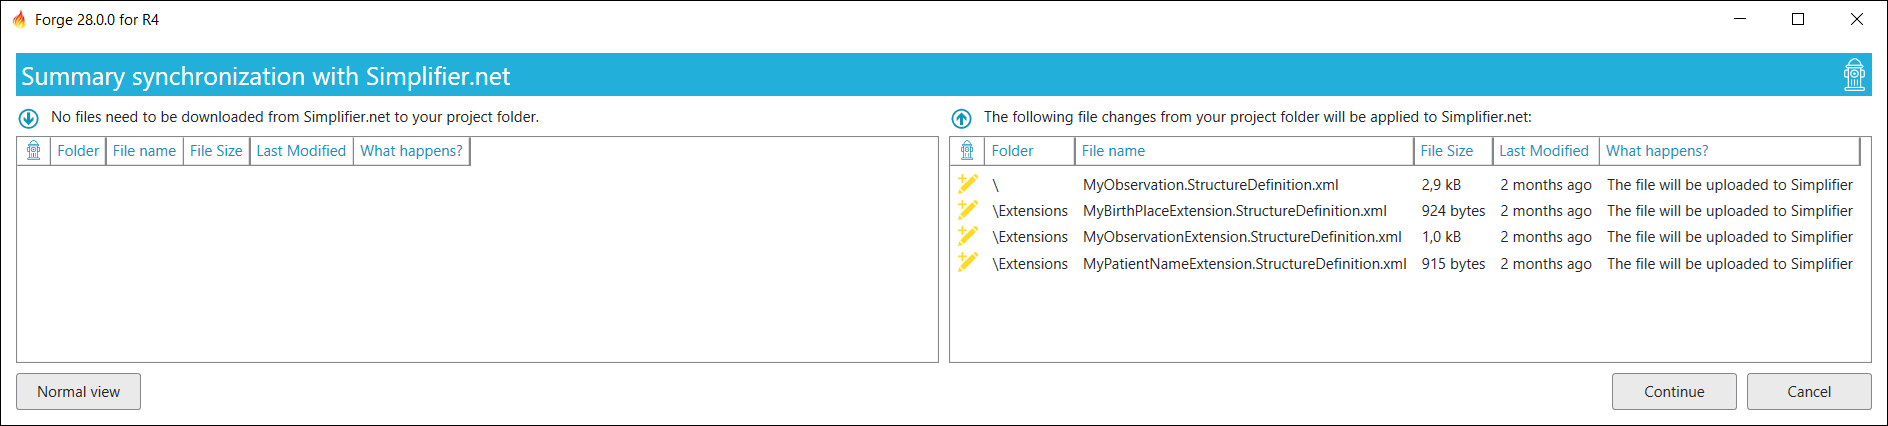 Forge 28.0.0 for R4
Summary synchronization with Simplifier.net
No files need to be downloaded from Simplifier.net to your project folder.
Folder File name File Size Last Modified What happens?
Normal view
The following file changes from your project folder will be applied to Simplifier.net:
Folder File name File Size Last Modified What happens?
\ MyObservation.StructureDefinition.xml 2,9 kB 2 months ago The file will be uploaded to Simplifier
\Extensions MyBirthPlaceExtension.StructureDefinition.xml 924 bytes 2 months ago The file will be uploaded to Simplifier
\Extensions MyObservationExtension.StructureDefinition.xml 1,0 kB 2 months ago The file will be uploaded to Simplifier
\Extensions MyPatientNameExtension.StructureDefinition.xml 915 bytes 2 months ago The file will be uploaded to Simplifier
Continue Cancel